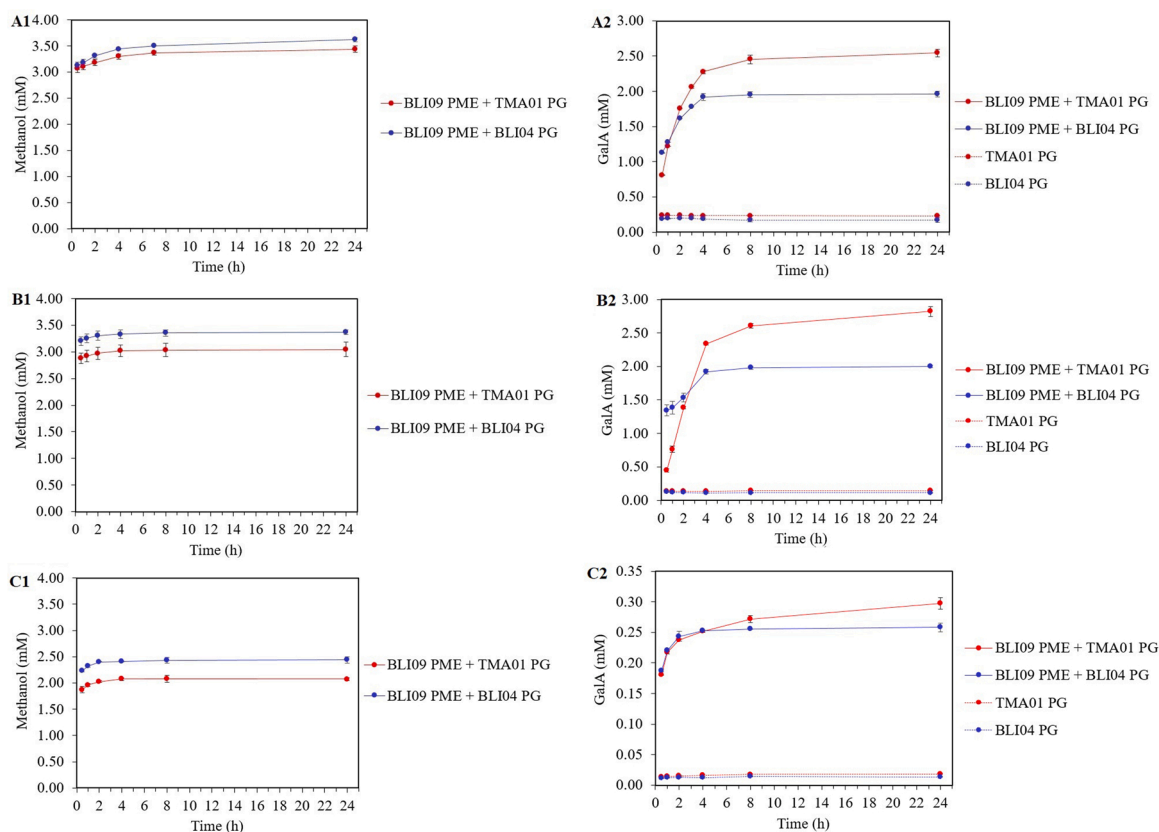 A1
4.00
3.50
3.00
2.50
2.00
1.50
1.00
0.50
0.00
Methanol (mM)
0 2 4 6 8 10 12 14 16 18 20 22 24
Time (h)
BLI09 PME + TMA01 PG
BLI09 PME + BLI04 PG
A2
3.00
2.50
2.00
1.50
1.00
0.50
0.00
GalA (mM)
0 2 4 6 8 10 12 14 16 18 20 22 24
Time (h)
BLI09 PME + TMA01 PG
BLI09 PME + BLI04 PG
TMA01 PG
BLI04 PG
B1
4.00
3.50
3.00
2.50
2.00
1.50
1.00
0.50
0.00
Methanol (mM)
0 2 4 6 8 10 12 14 16 18 20 22 24
Time (h)
BLI09 PME + TMA01 PG
BLI09 PME + BLI04 PG
B2
3.00
2.50
2.00
1.50
1.00
0.50
0.00
GalA (mM)
0 2 4 6 8 10 12 14 16 18 20 22 24
Time (h)
BLI09 PME + TMA01 PG
BLI09 PME + BLI04 PG
TMA01 PG
BLI04 PG
C1
4.00
3.50
3.00
2.50
2.00
1.50
1.00
0.50
0.00
Methanol (mM)
0 2 4 6 8 10 12 14 16 18 20 22 24
Time (h)
BLI09 PME + TMA01 PG
BLI09 PME + BLI04 PG
C2
0.35
0.30
0.25
0.20
0.15
0.10
0.05
0.00
GalA (mM)
0 2 4 6 8 10 12 14 16 18 20 22 24
Time (h)
BLI09 PME + TMA01 PG
BLI09 PME + BLI04 PG
TMA01 PG
BLI04 PG